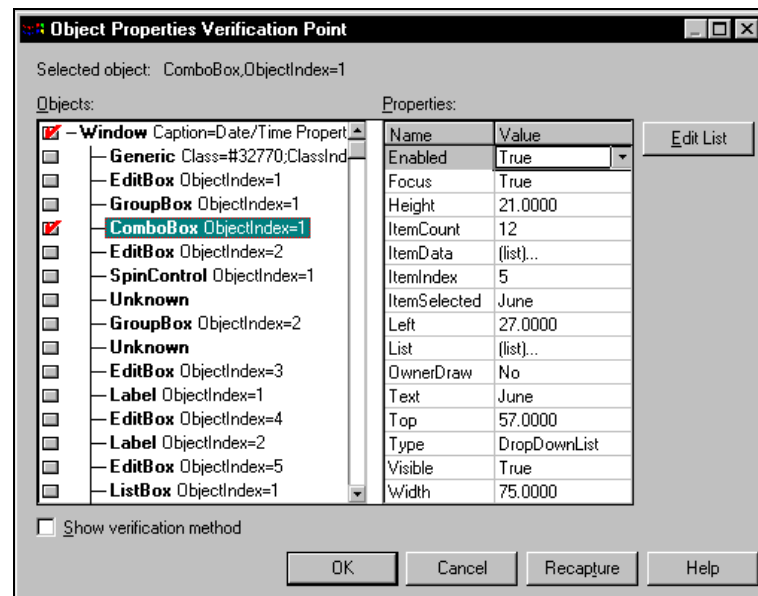 Object Properties Verification Point
Selected object: ComboBox,ObjectIndex=1
Objects:
Window Caption=Date/Time Propert
Generic Class=#32770;ClassInd
EditBox ObjectIndex=1
GroupBox ObjectIndex=1
ComboBox ObjectIndex=1
EditBox ObjectIndex=2
SpinControl ObjectIndex=1
Unknown
GroupBox ObjectIndex=2
Unknown
EditBox ObjectIndex=3
Label ObjectIndex=1
EditBox ObjectIndex=4
Label ObjectIndex=2
EditBox ObjectIndex=5
ListBox ObjectIndex=1
Properties:
Name Value
Enabled True
Focus True
Height 21.0000
ItemCount 12
ItemData (list)...
ItemIndex 5
ItemSelected June
Left 27.0000
List (list)...
OwnerDraw No
Text June
Top 57.0000
Type DropDownList
Visible True
Width 75.0000
Edit List
Show verification method
OK Cancel Recapture Help